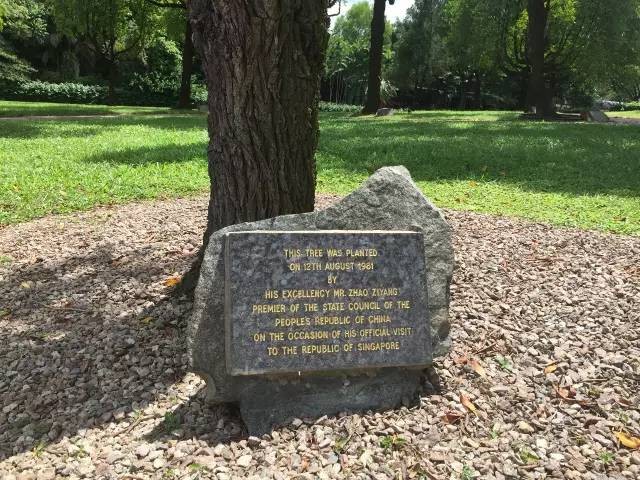 THIS TREE WAS PLANTED
ON 12TH AUGUST 1981
BY
HIS EXCELLENCY MR. ZHAO ZIYANG
PREMIER OF THE STATE COUNCIL OF THE
PEOPLES REPUBLIC OF CHINA
ON THE OCCASION OF HIS OFFICIAL VISIT
TO THE REPUBLIC OF SINGAPORE